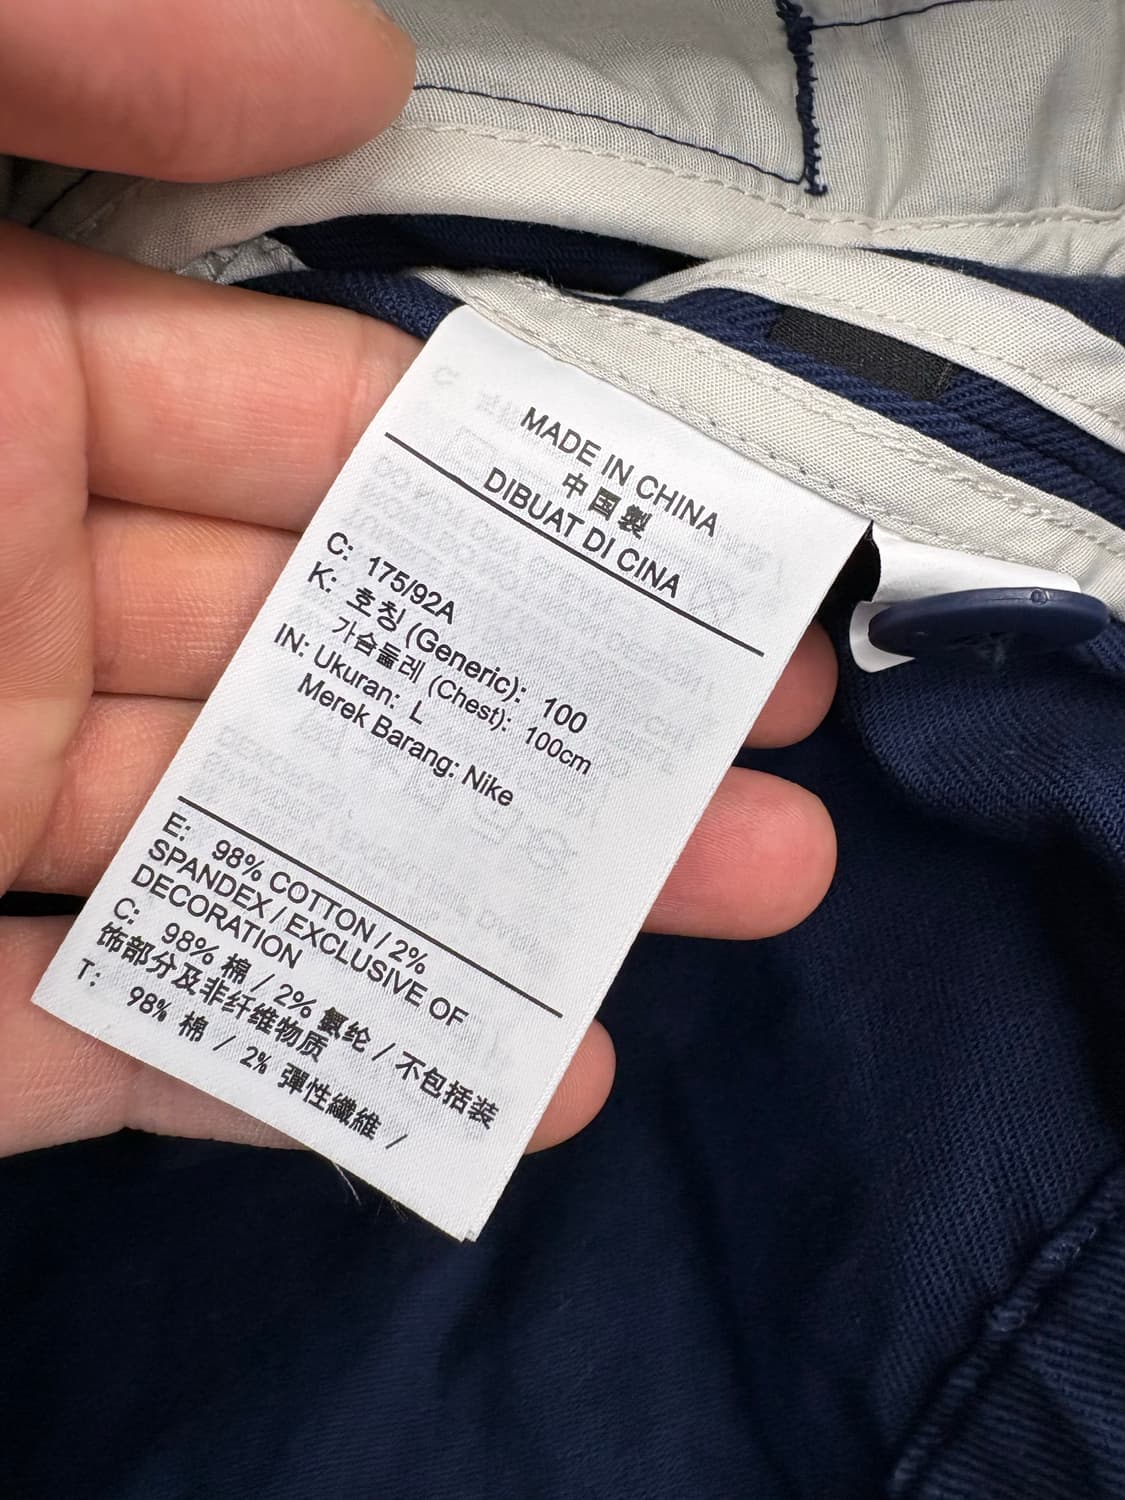 MADE IN CHINA
中国製
DIBUAT DI CINA
C: 175/92A
K: 호칭 (Generic): 100
가슴둘레 (Chest): 100cm
IN: Ukuran: L
Merek Barang: Nike
E: 98% COTTON / 2%
SPANDEX / EXCLUSIVE OF
DECORATION
C: 98% 棉 / 2% 氨纶 / 不包括装
饰部分及非纤维物质
T: 98% 棉 / 2% 彈性纖維 /